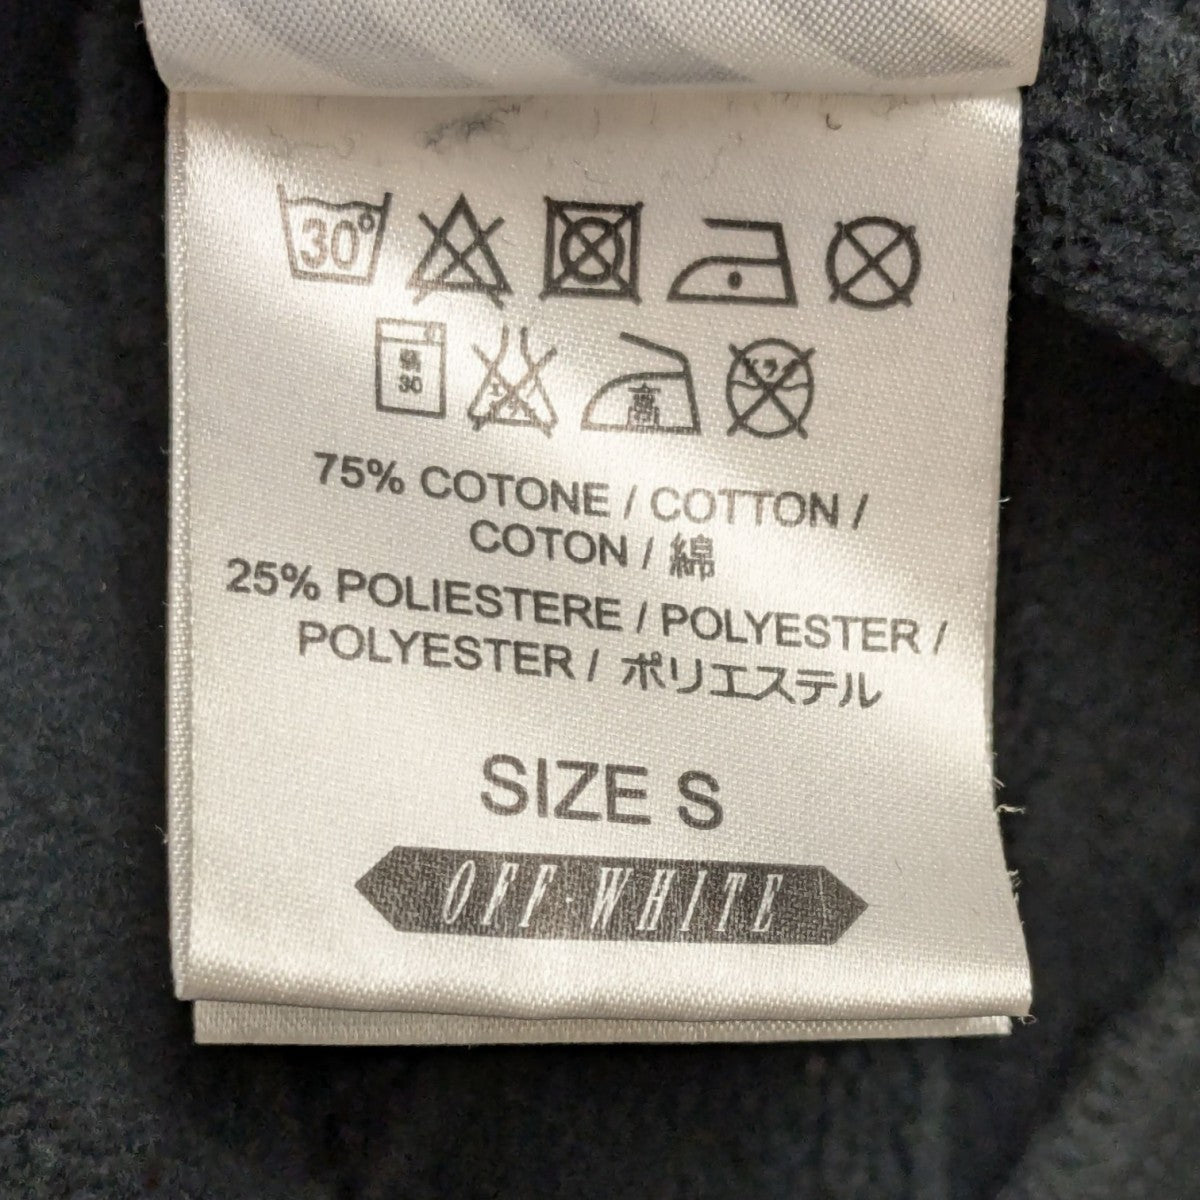 30°
30
高
75% COTONE / COTTON /
COTON / 綿
25% POLIESTERE / POLYESTER /
POLYESTER / ポリエステル
SIZE S
OFF-WHITE